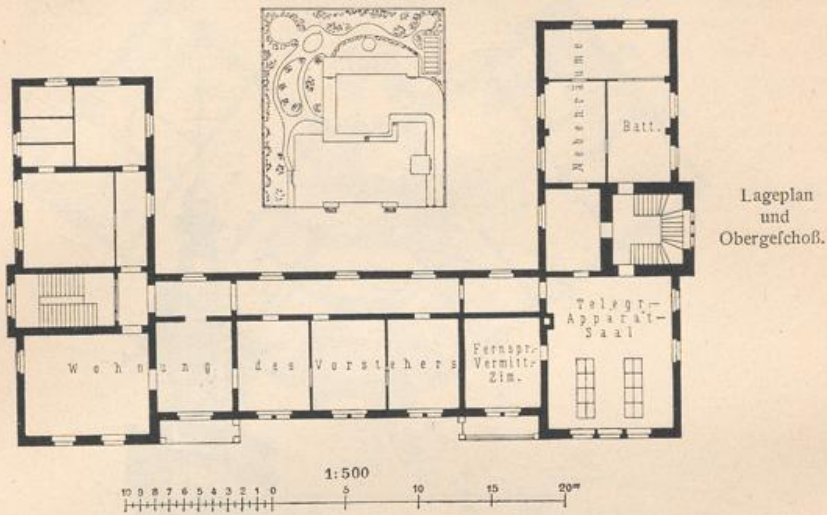 Nebenräume
Batt.
Lageplan
und
Obergeſchoß.
Telegr.-
Apparat-
Saal
Wohnung des Vorstehers
Fernspr.-
Vermitt.-
Zim.
1:500
10 9 8 7 6 5 4 3 2 1 0 5 10 15 20ᵐ